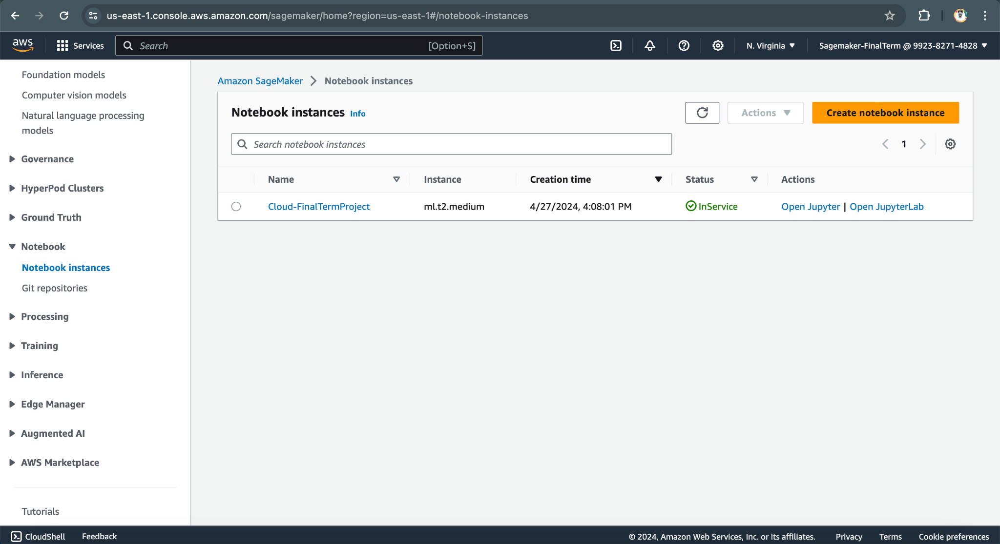 us-east-1.console.aws.amazon.com/sagemaker/home?region=us-east-1#/notebook-instances
aws Services Search [Option+S] N. Virginia Sagemaker-FinalTerm @ 9923-8271-4828
Foundation models
Computer vision models
Natural language processing
models
Governance
HyperPod Clusters
Ground Truth
Notebook
Notebook instances
Git repositories
Processing
Training
Inference
Edge Manager
Augmented AI
AWS Marketplace
Tutorials
Amazon SageMaker Notebook instances
Notebook instances Info Actions Create notebook instance
Search notebook instances 1
Name Instance Creation time Status Actions
Cloud-FinalTermProject ml.t2.medium 4/27/2024, 4:08:01 PM InService Open Jupyter | Open JupyterLab
CloudShell Feedback © 2024, Amazon Web Services, Inc. or its affiliates. Privacy Terms Cookie preferences